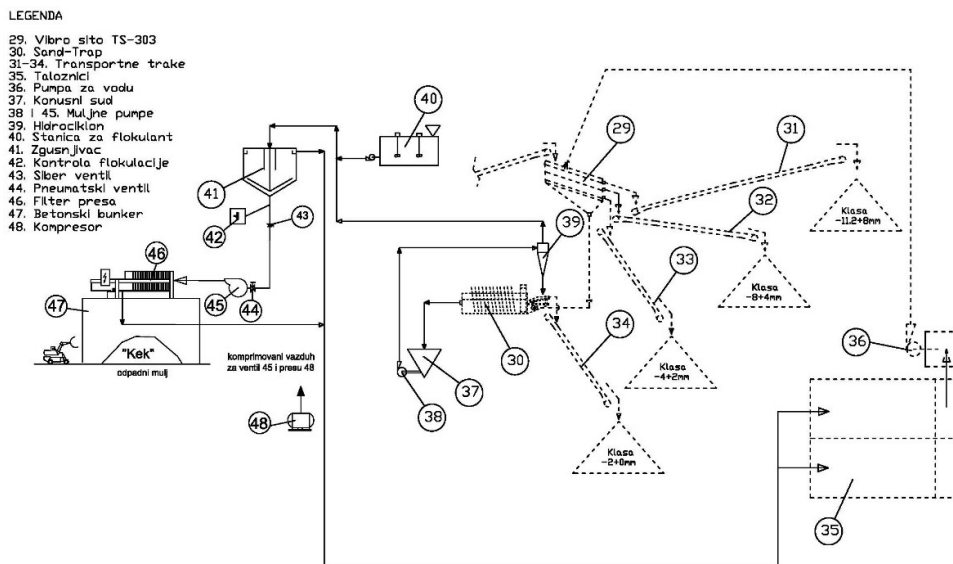 LEGENDA
29. Vibro sito TS-303
30. Sand-Trap
31-34. Transportne trake
35. Taloznici
36. Pumpa za vodu
37. Konusni sud
38 i 45. Muljne pumpe
39. Hidrociklon
40. Stanica za flokulant
41. Zgusnjivac
42. Kontrola flokulacije
43. Siber ventil
44. Pneumatski ventil
46. Filter presa
47. Betonski bunker
48. Kompresor
40
29
31
41
32
Klasa
-11.2+8mm
42
43
39
33
Klasa
-8+4mm
46
45
44
47
30
34
36
"Kek"
odpadni mulj
komprimovani vazduh
za ventil 45 i presu 48
37
38
Klasa
-4+2mm
48
Klasa
-2+0mm
35